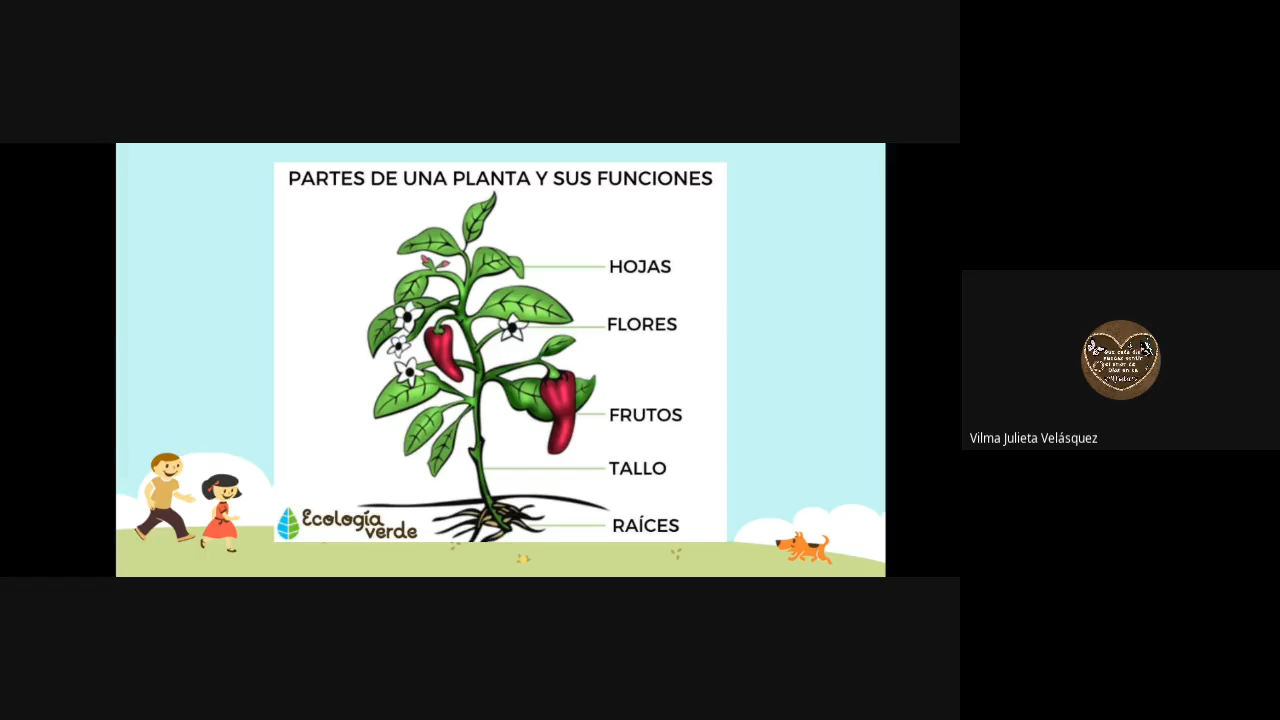 PARTES DE UNA PLANTA Y SUS FUNCIONES
HOJAS
FLORES
FRUTOS
TALLO
RAÍCES
Ecología
verde
Vilma Julieta Velásquez